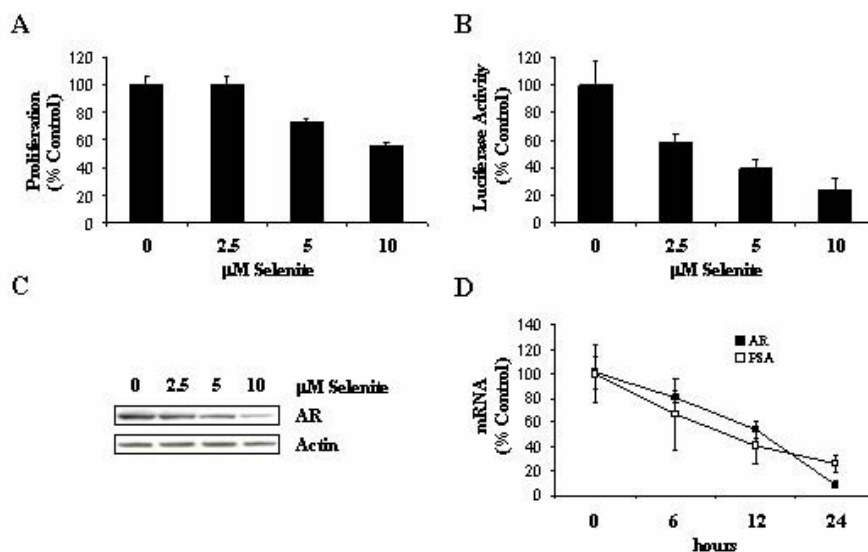 A
Proliferation
(% Control)
120
100
80
60
40
20
0
0 2.5 5 10
µM Selenite
B
Luciferase Activity
(% Control)
120
100
80
60
40
20
0
0 2.5 5 10
µM Selenite
C
0 2.5 5 10 µM Selenite
AR
Actin
D
mRNA
(% Control)
140
120
100
80
60
40
20
0
AR
PSA
0 6 12 24
hours